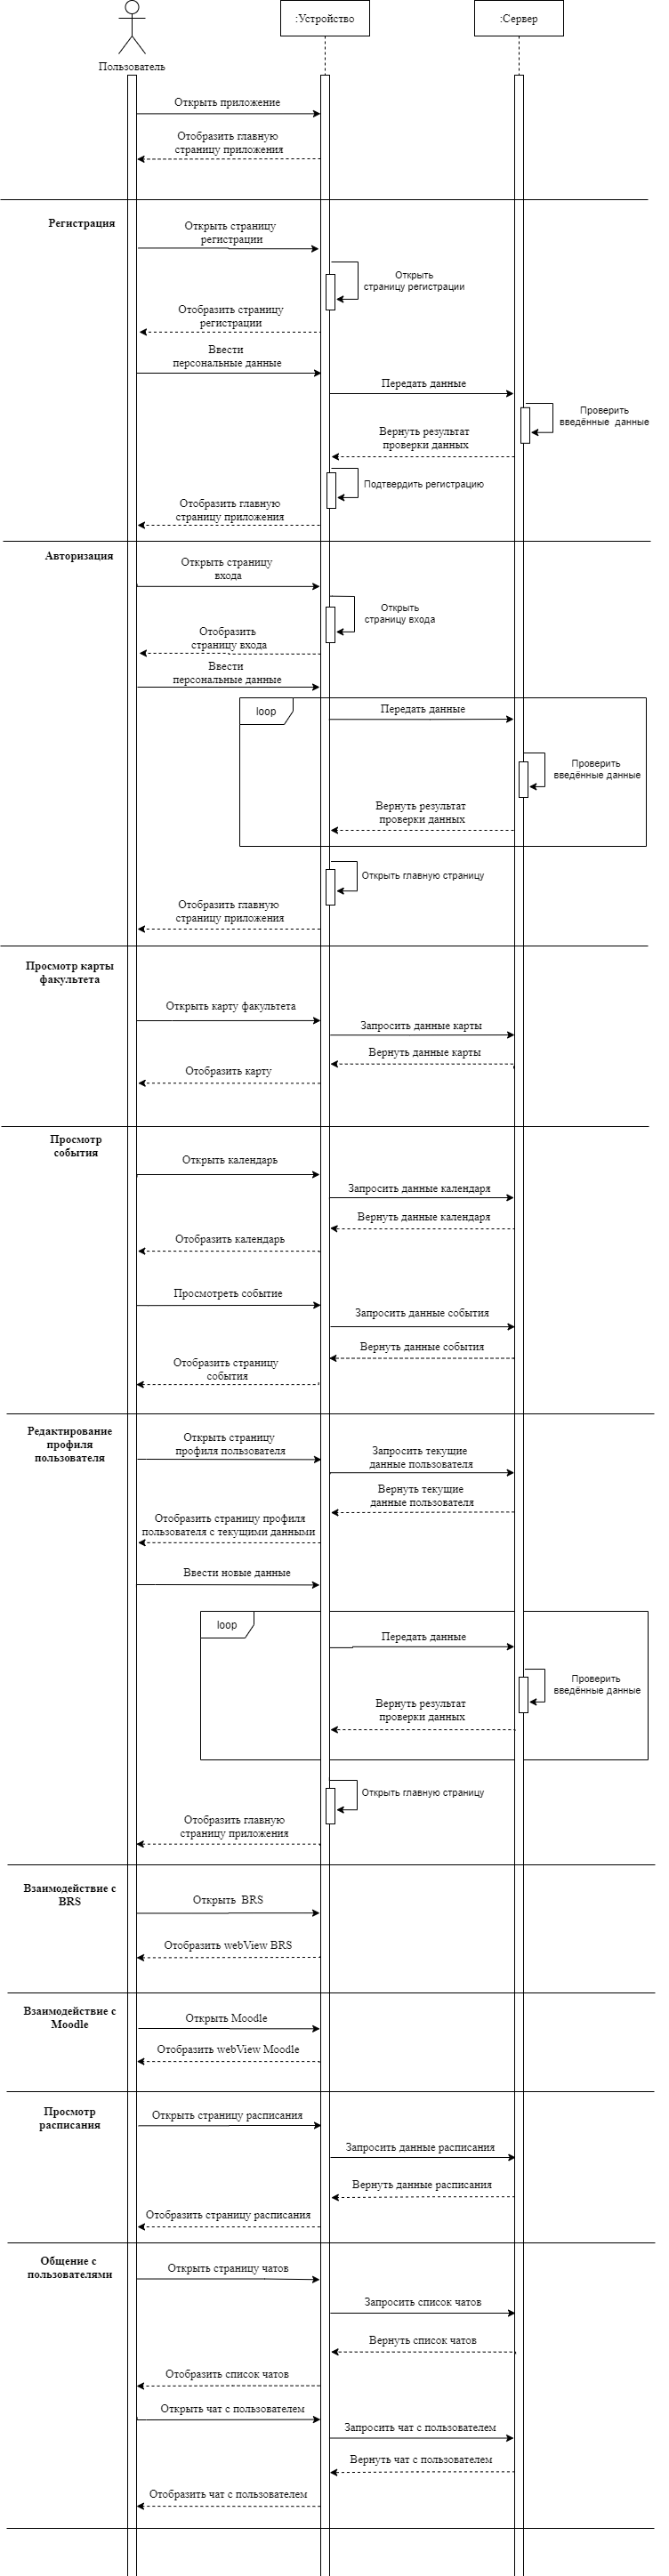 :Устройство
:Сервер
Пользователь
Открыть приложение
Отобразить главную
страницу приложения
Регистрация
Открыть страницу
регистрации
Открыть
страницу регистрации
Отобразить страницу
регистрации
Ввести
персональные данные
Передать данные
Проверить
введённые данные
Вернуть результат
проверки данных
Подтвердить регистрацию
Отобразить главную
страницу приложения
Авторизация
Открыть страницу
входа
Открыть
страницу входа
Отобразить
страницу входа
Ввести
персональные данные
loop
Передать данные
Проверить
введённые данные
Вернуть результат
проверки данных
Открыть главную страницу
Отобразить главную
страницу приложения
Просмотр карты
факультета
Открыть карту факультета
Запросить данные карты
Вернуть данные карты
Отобразить карту
Просмотр
события
Открыть календарь
Запросить данные календаря
Вернуть данные календаря
Отобразить календарь
Просмотреть событие
Запросить данные события
Вернуть данные события
Отобразить страницу
события
Редактирование
профиля
пользователя
Открыть страницу
профиля пользователя
Запросить текущие
данные пользователя
Вернуть текущие
данные пользователя
Отобразить страницу профиля
пользователя с текущими данными
Ввести новые данные
loop
Передать данные
Проверить
введённые данные
Вернуть результат
проверки данных
Открыть главную страницу
Отобразить главную
страницу приложения
Взаимодействие с
BRS
Открыть BRS
Отобразить webView BRS
Взаимодействие с
Moodle
Открыть Moodle
Отобразить webView Moodle
Просмотр
расписания
Открыть страницу расписания
Запросить данные расписания
Вернуть данные расписания
Отобразить страницу расписания
Общение с
пользователями
Открыть страницу чатов
Запросить список чатов
Вернуть список чатов
Отобразить список чатов
Открыть чат с пользователем
Запросить чат с пользователем
Вернуть чат с пользователем
Отобразить чат с пользователем